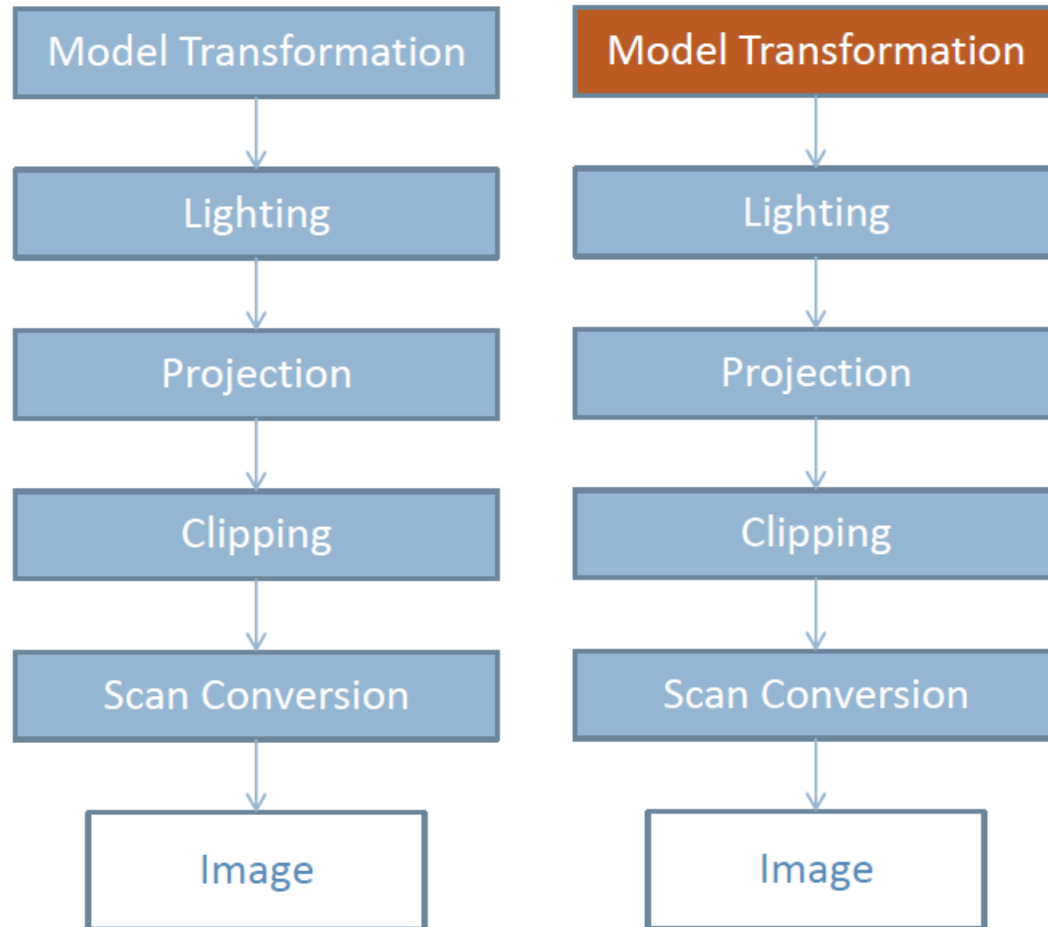 Model Transformation
Lighting
Projection
Clipping
Scan Conversion
Image
Model Transformation
Lighting
Projection
Clipping
Scan Conversion
Image